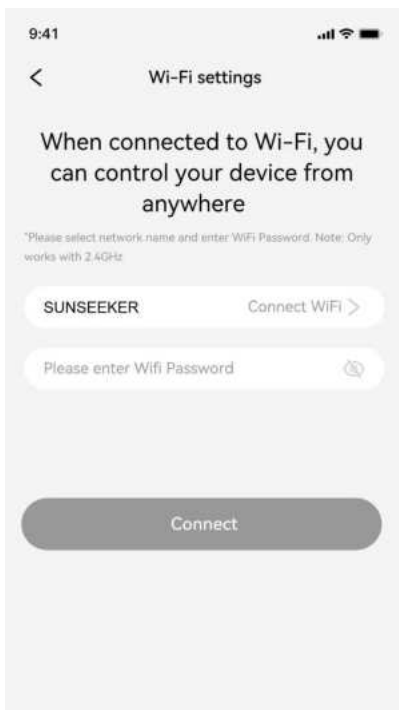 9:41
Wi-Fi settings
When connected to Wi-Fi, you
can control your device from
anywhere
*Please select network name and enter WiFi Password. Note: Only
works with 2.4GHz
SUNSEEKER Connect WiFi >
Please enter Wifi Password
Connect